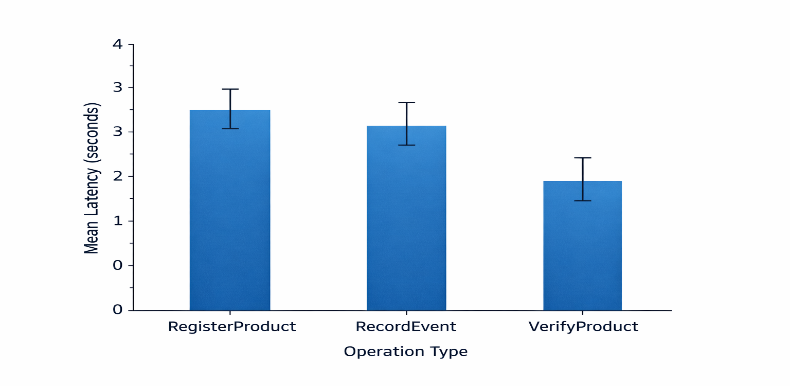 4
3
3
2
1
0
0
Mean Latency (seconds)
RegisterProduct RecordEvent VerifyProduct
Operation Type